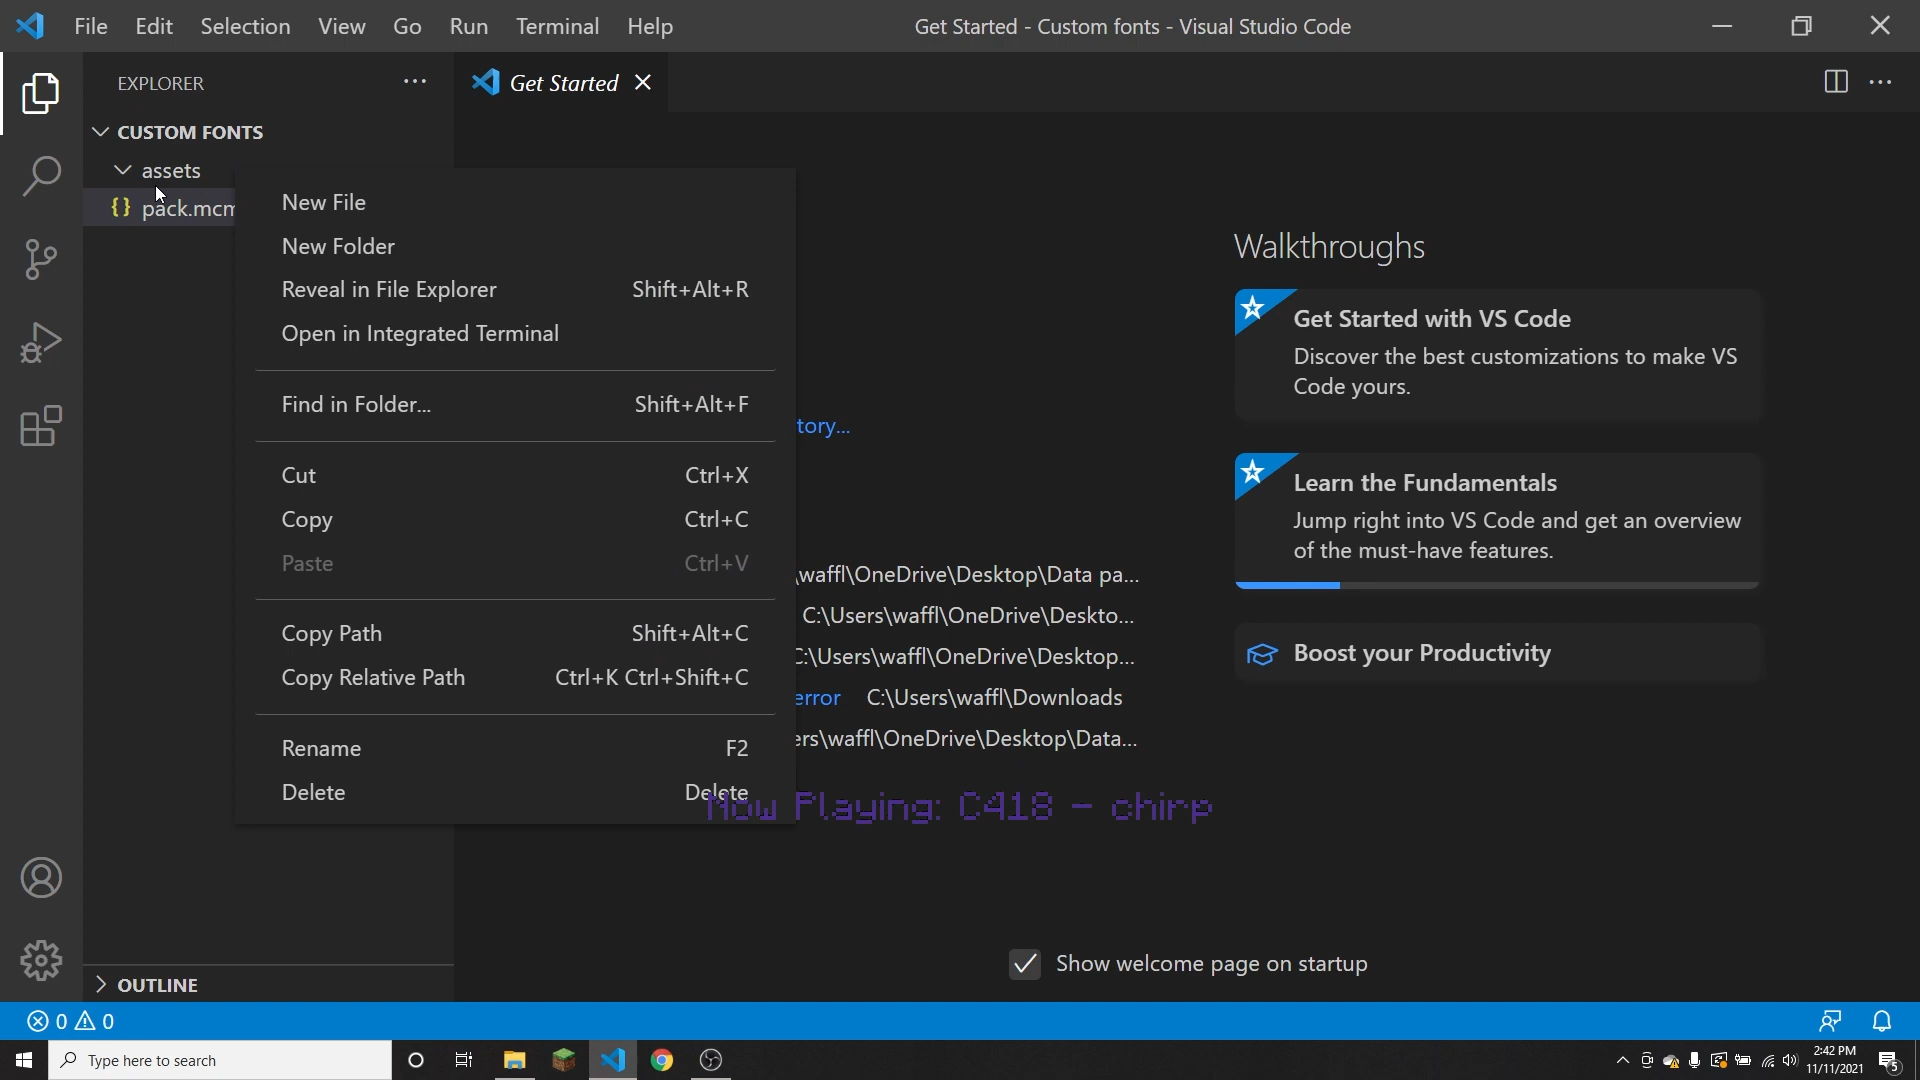 File Edit Selection View Go Run Terminal Help Get Started - Custom fonts - Visual Studio Code
EXPLORER
Get Started
CUSTOM FONTS
assets
pack.mcm
New File
New Folder
Reveal in File Explorer Shift+Alt+R
Open in Integrated Terminal
Find in Folder... Shift+Alt+F
Cut Ctrl+X
Copy Ctrl+C
Paste Ctrl+V
Copy Path Shift+Alt+C
Copy Relative Path Ctrl+K Ctrl+Shift+C
Rename F2
Delete Delete
tory...
\waffl\OneDrive\Desktop\Data pa...
C:\Users\waffl\OneDrive\Deskto...
C:\Users\waffl\OneDrive\Desktop...
error C:\Users\waffl\Downloads
ers\waffl\OneDrive\Desktop\Data...
Now Playing: C418 - chirp
Walkthroughs
Get Started with VS Code
Discover the best customizations to make VS
Code yours.
Learn the Fundamentals
Jump right into VS Code and get an overview
of the must-have features.
Boost your Productivity
Show welcome page on startup
OUTLINE
0 0
Type here to search
2:42 PM
11/11/2021
5